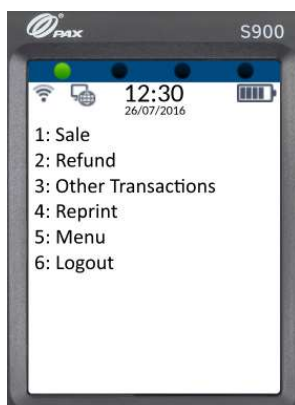 PAX
S900
12:30
26/07/2016
1: Sale
2: Refund
3: Other Transactions
4: Reprint
5: Menu
6: Logout